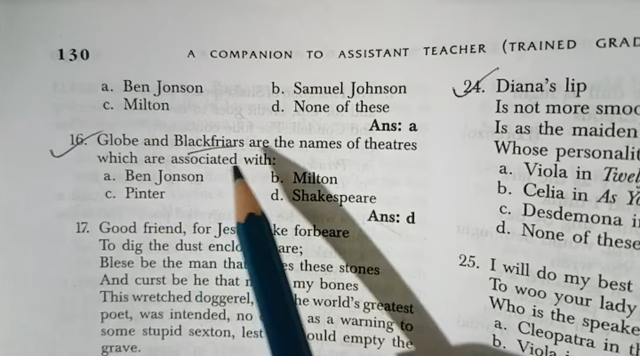 130
A COMPANION TO ASSISTANT TEACHER (TRAINED GRAD
a. Ben Jonson b. Samuel Johnson
c. Milton d. None of these
Ans: a
16. Globe and Blackfriars are the names of theatres
which are associated with:
a. Ben Jonson b. Milton
c. Pinter d. Shakespeare
Ans: d
17. Good friend, for Jes ke forbeare
To dig the dust enclo are;
Blese be the man that es these stones
And curst be he that my bones
This wretched doggerel, he world's greatest
poet, was intended, no as a warning to
some stupid sexton, lest ould empty the
grave.
24. Diana's lip
Is not more smoo
Is as the maiden
Whose personalit
a. Viola in Twel
b. Celia in As Yo
c. Desdemona i
d. None of these
25. I will do my best
To woo your lady
Who is the speake
a. Cleopatra in th
b. Viola